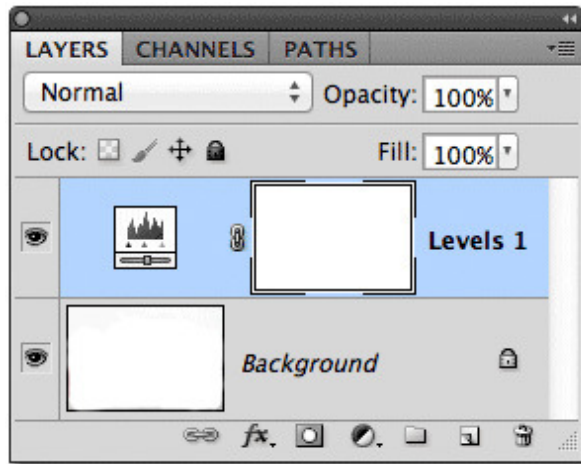 LAYERS CHANNELS PATHS
Normal Opacity: 100%
Lock: Fill: 100%
Levels 1
Background
fx.